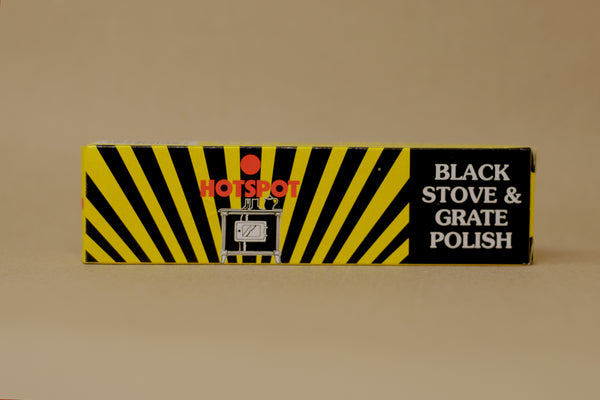 HOTSPOT
BLACK
STOVE &
GRATE
POLISH